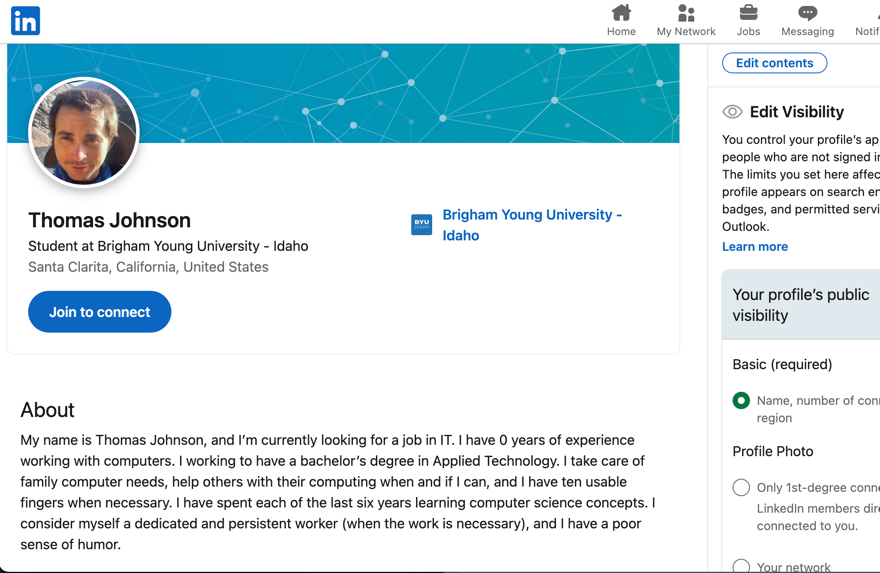 in
Home
My Network
Jobs
Messaging
Edit contents
Edit Visibility
You control your profile's
people who are not signed
The limits you set here
profile appears on search
badges, and permitted
Outlook.
Learn more
Thomas Johnson
Student at Brigham Young University - Idaho
Santa Clarita, California, United States
BYU
Brigham Young University -
Idaho
Join to connect
Your profile's public
visibility
Basic (required)
Name, number of
region
Profile Photo
Only 1st-degree
LinkedIn members
connected to you.
Your network
About
My name is Thomas Johnson, and I'm currently looking for a job in IT. I have 0 years of experience
working with computers. I working to have a bachelor's degree in Applied Technology. I take care of
family computer needs, help others with their computing when and if I can, and I have ten usable
fingers when necessary. I have spent each of the last six years learning computer science concepts. I
consider myself a dedicated and persistent worker (when the work is necessary), and I have a poor
sense of humor.